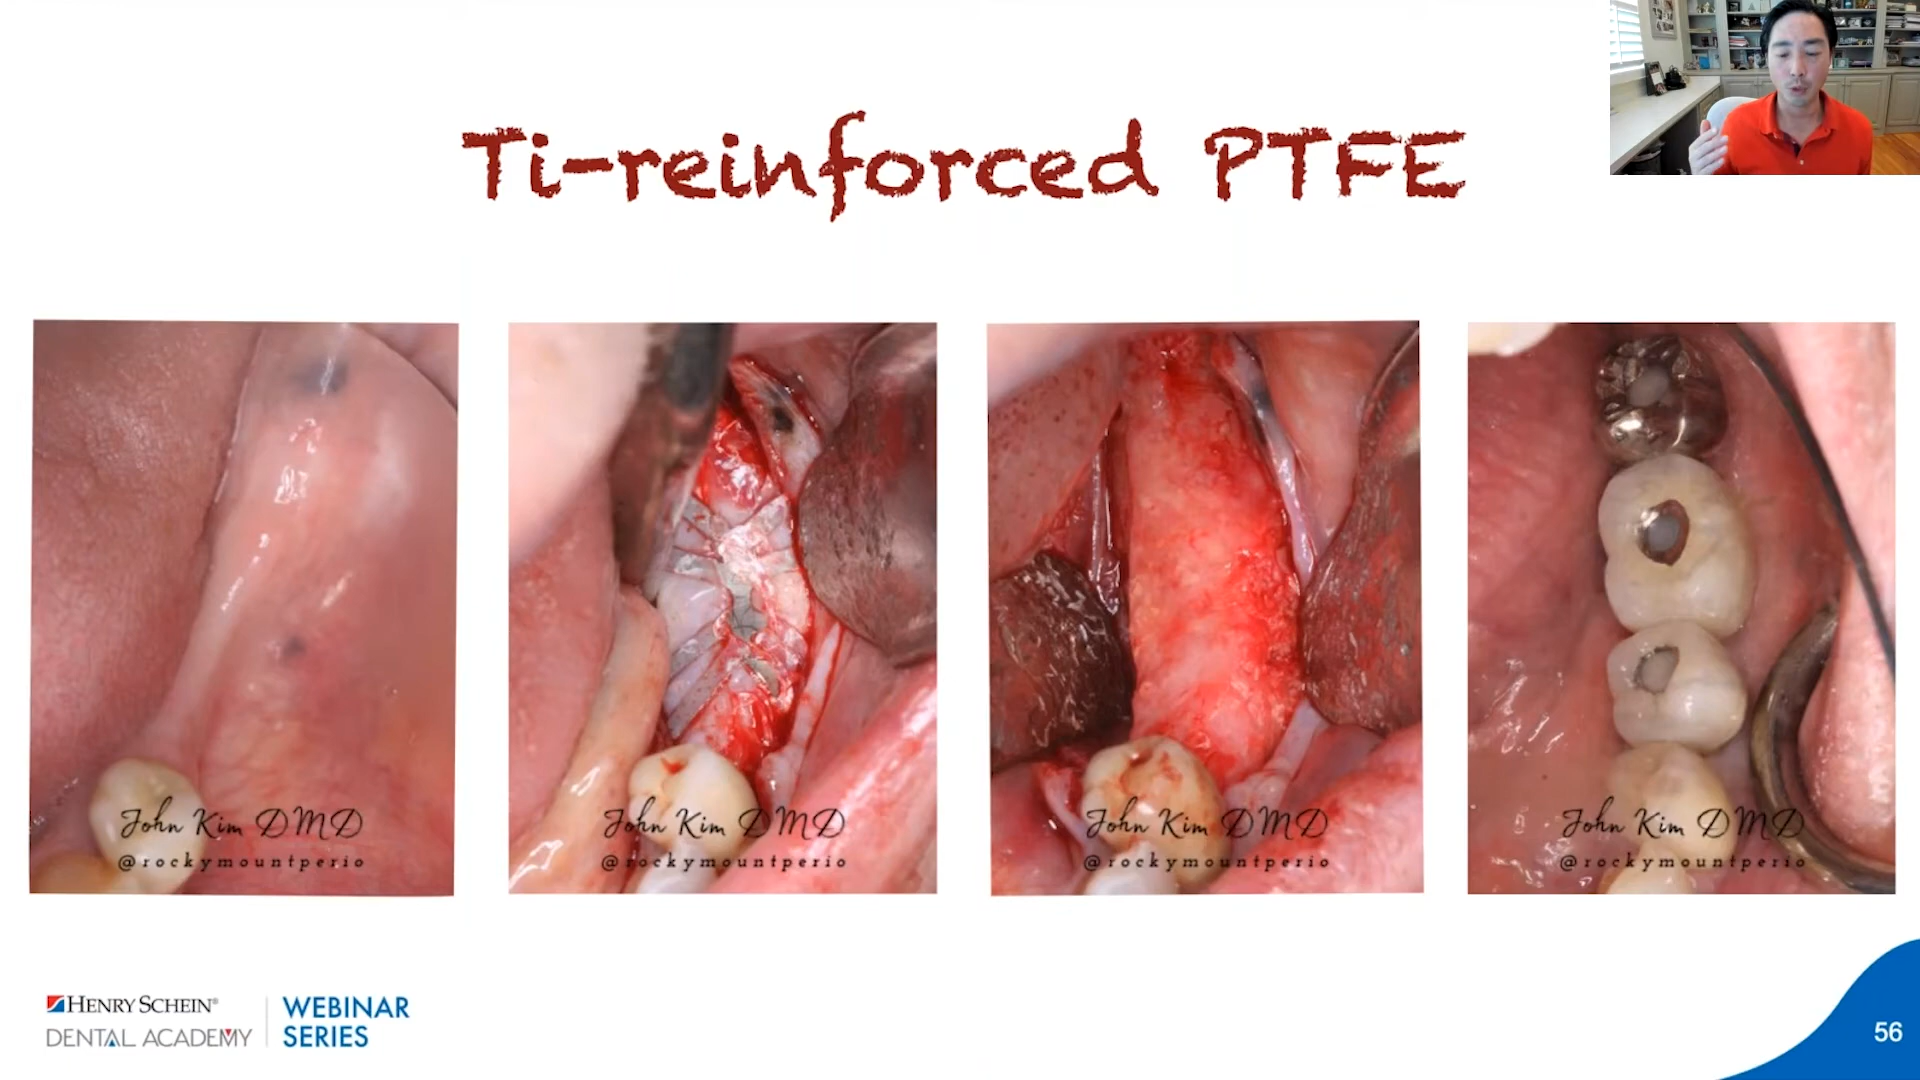 Ti-reinforced PTFE
John Kim DMD
@rockymountperio
John Kim DMD
@rockymountperio
John Kim DMD
@rockymountperio
John Kim DMD
@rockymountperio
HENRY SCHEIN®
DENTAL ACADEMY
WEBINAR
SERIES
56